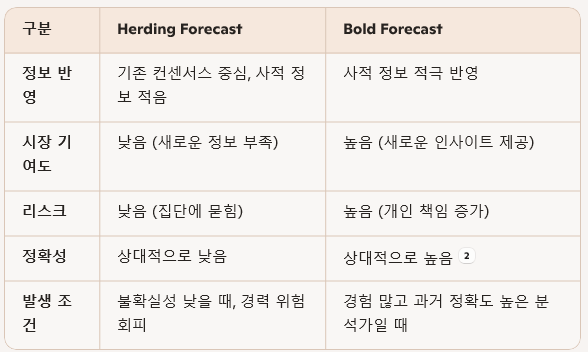 구분 Herding Forecast Bold Forecast
정보 반 기존 컨센서스 중심, 사적 정 사적 정보 적극 반영
영 보 적음
시장 기 낮음 (새로운 정보 부족) 높음 (새로운 인사이트 제공)
여도
리스크 낮음 (집단에 묻힘) 높음 (개인 책임 증가)
정확성 상대적으로 낮음 상대적으로 높음 2
발생 조 불확실성 낮을 때, 경력 위험 경험 많고 과거 정확도 높은 분
건 회피 석가일 때